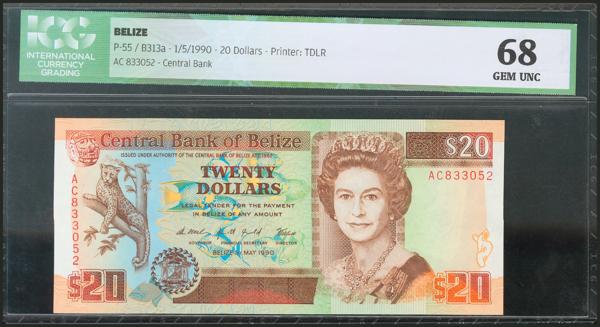 ICG
INTERNATIONAL
CURRENCY
GRADING
BELIZE
P-55 / B313a - 1/5/1990 - 20 Dollars - Printer: TDLR
AC 833052 - Central Bank
68
GEM UNC
Central Bank of Belize
$20
ISSUED UNDER AUTHORITY OF THE CENTRAL BANK OF BELIZE ACT 1982
AC833052
AC833052
TWENTY
DOLLARS
LEGAL TENDER FOR THE PAYMENT
IN BELIZE OF ANY AMOUNT
GOVERNOR FINANCIAL SECRETARY DIRECTOR
BELIZE MAY 1990
$20
$20